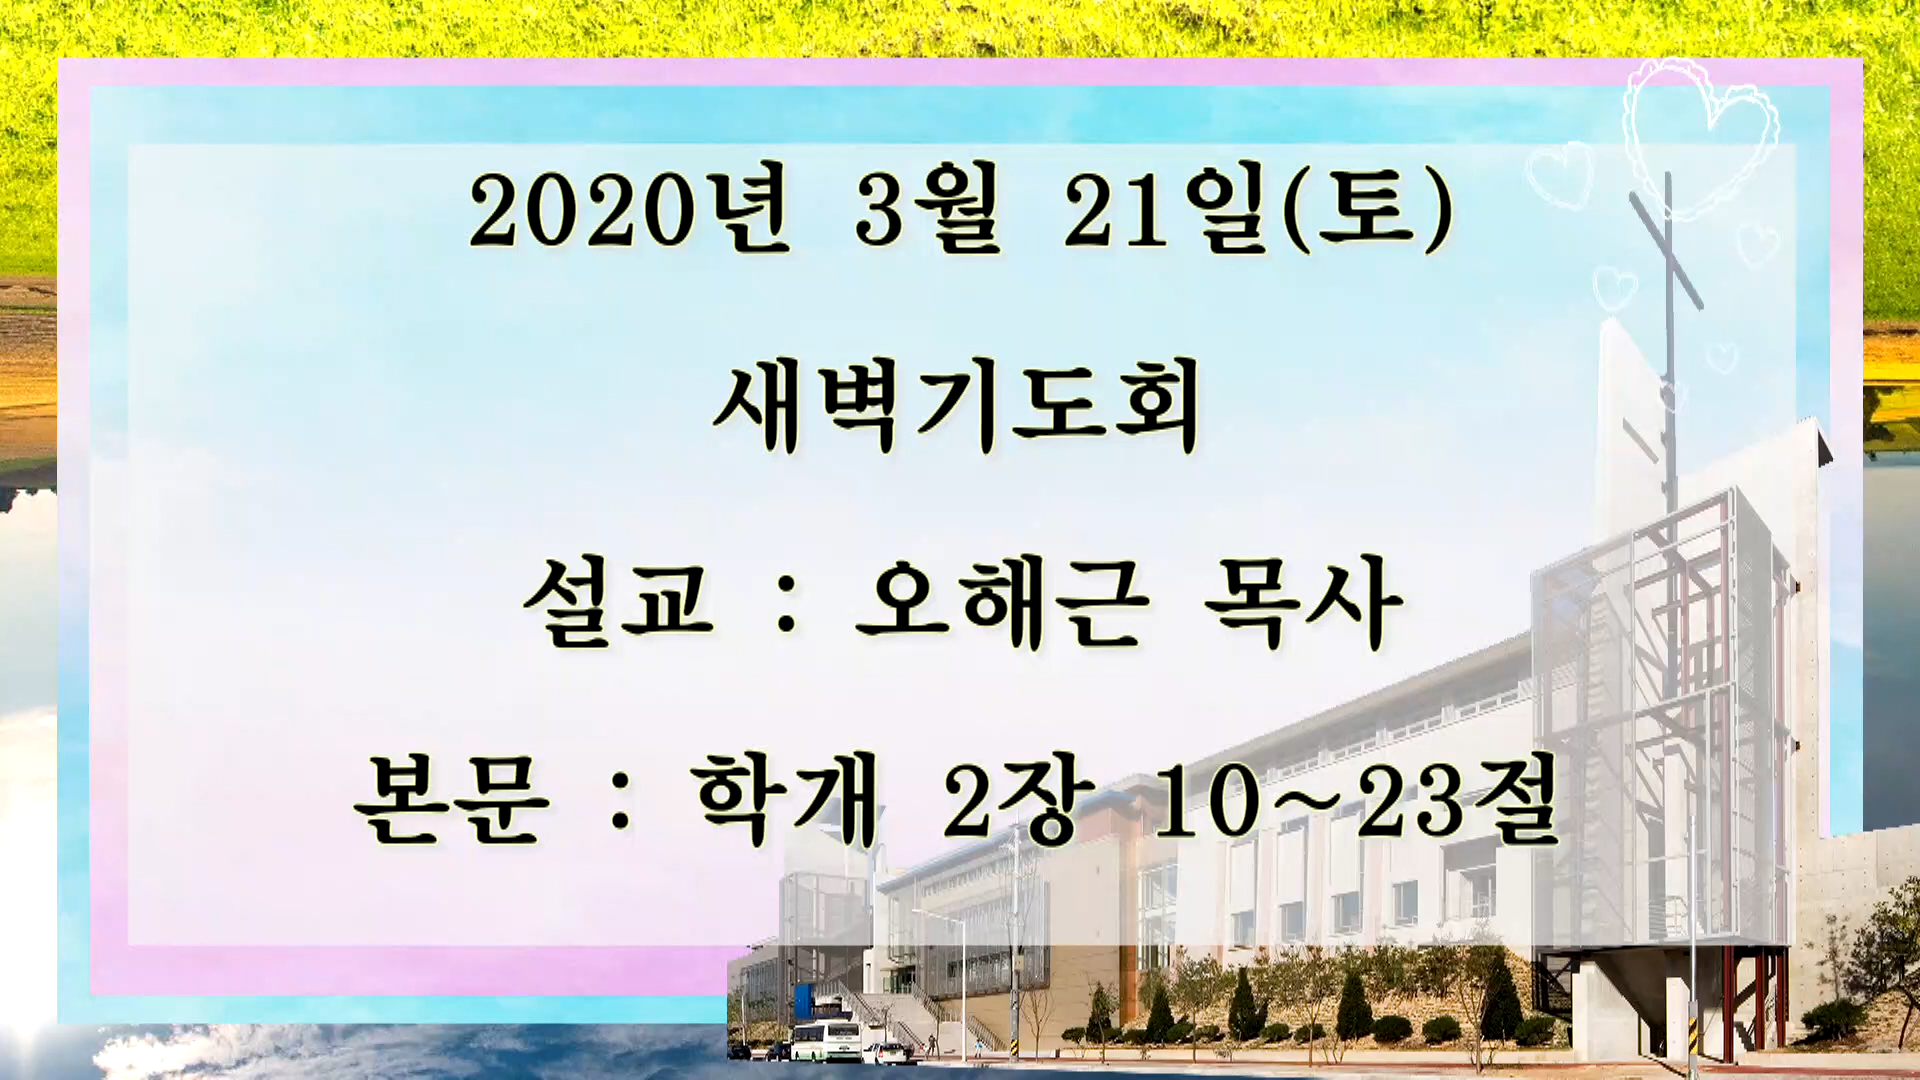 2020년 3월 21일(토)
새벽기도회
설교 : 오해근 목사
본문 : 학개 2장 10~23절